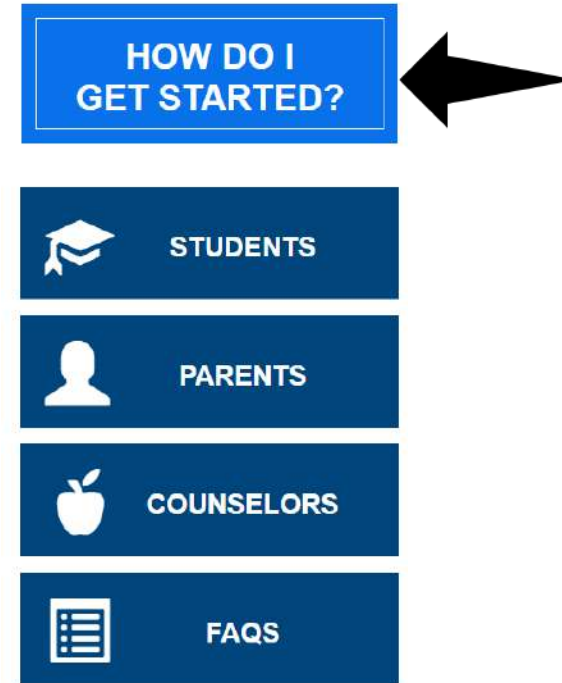 HOW DO I
GET STARTED?
STUDENTS
PARENTS
COUNSELORS
FAQS